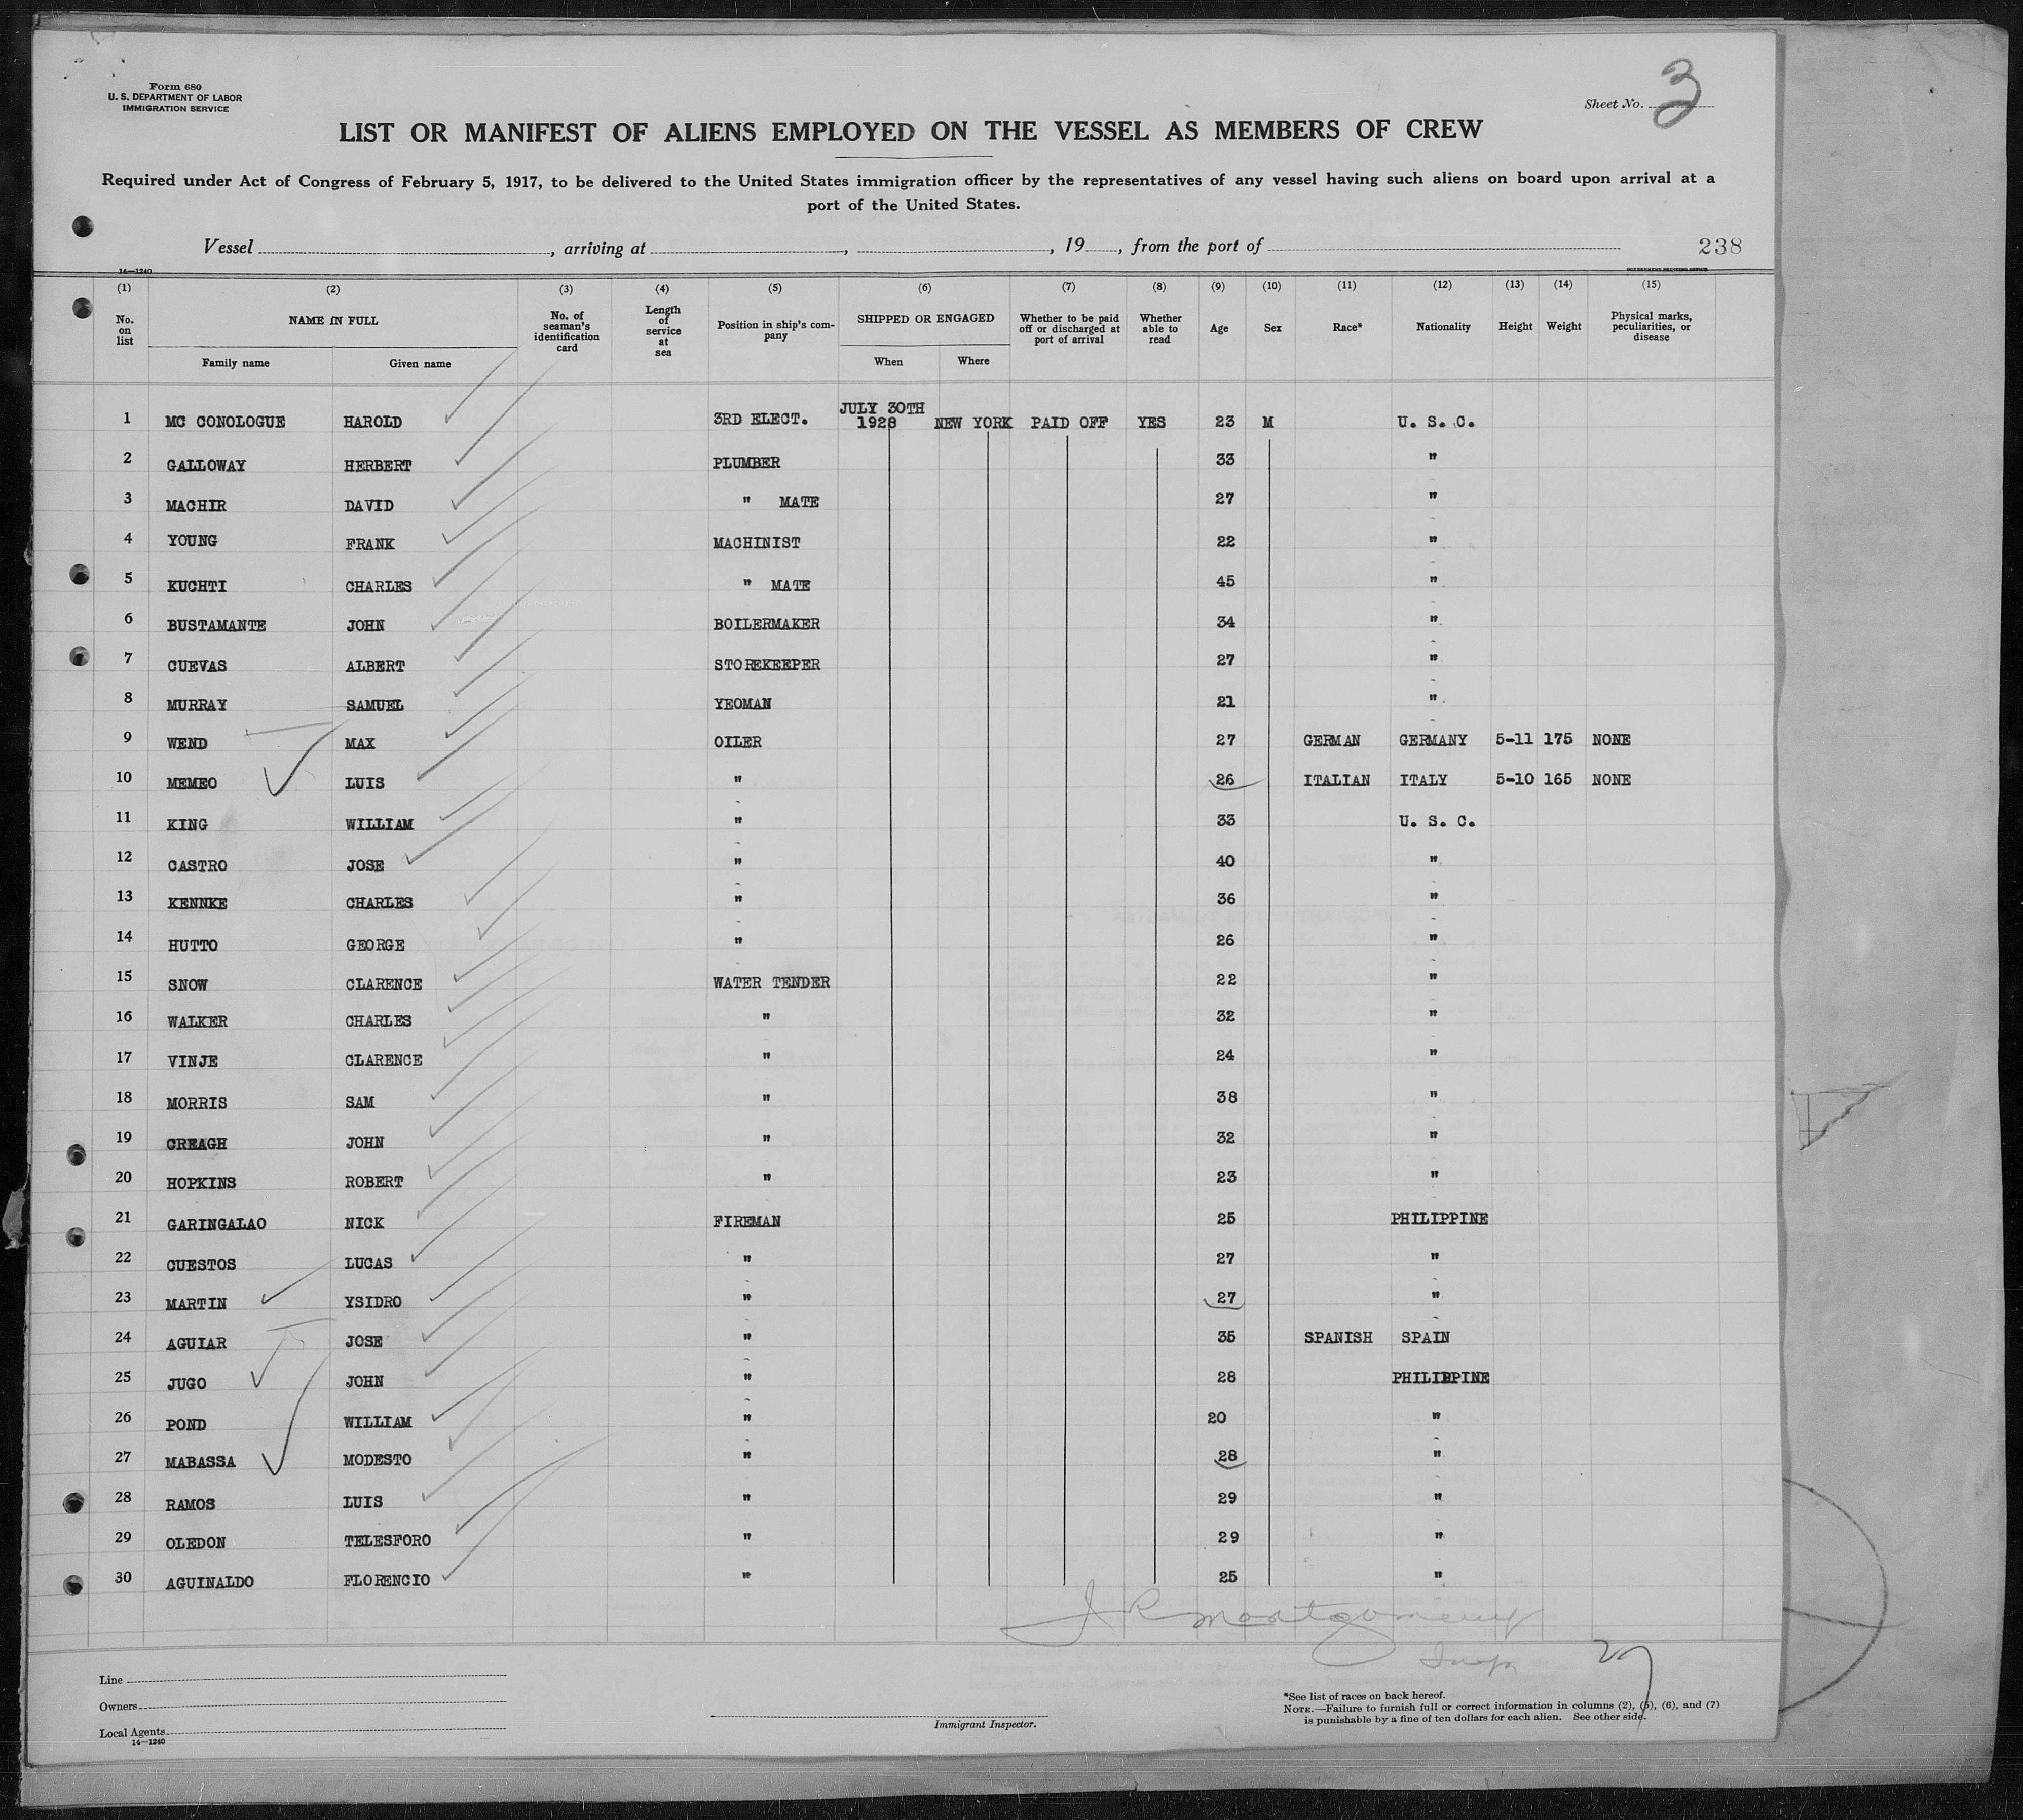 Form 680
U. S. DEPARTMENT OF LABOR
IMMIGRATION SERVICE
Sheet No. 3
LIST OR MANIFEST OF ALIENS EMPLOYED ON THE VESSEL AS MEMBERS OF CREW
Required under Act of Congress of February 5, 1917, to be delivered to the United States immigration officer by the representatives of any vessel having such aliens on board upon arrival at a
port of the United States.
Vessel , arriving at , , 19 , from the port of 238
14—1240 GOVERNMENT PRINTING OFFICE
(1) (2) (3) (4) (5) (6) (7) (8) (9) (10) (11) (12) (13) (14) (15)
No. on list NAME IN FULL Family name Given name No. of seaman's identification card Length of service at sea Position in ship's company SHIPPED OR ENGAGED When Where Whether to be paid off or discharged at port of arrival Whether able to read Age Sex Race* Nationality Height Weight Physical marks, peculiarities, or disease
1 MC CONOLOGUE HAROLD 3RD ELECT. JULY 30TH 1928 NEW YORK PAID OFF YES 23 M U. S. C.
2 GALLOWAY HERBERT PLUMBER 33 "
3 MACHIR DAVID " MATE 27 "
4 YOUNG FRANK MACHINIST 22 "
5 KUCHTI CHARLES " MATE 45 "
6 BUSTAMANTE JOHN BOILERMAKER 34 "
7 CUEVAS ALBERT STOREKEEPER 27 "
8 MURRAY SAMUEL YEOMAN 21 "
9 WEND MAX OILER 27 GERMAN GERMANY 5-11 175 NONE
10 MEMEO LUIS " 26 ITALIAN ITALY 5-10 165 NONE
11 KING WILLIAM " 33 U. S. C.
12 CASTRO JOSE " 40 "
13 KENNKE CHARLES " 36 "
14 HUTTO GEORGE " 26 "
15 SNOW CLARENCE WATER TENDER 22 "
16 WALKER CHARLES " 32 "
17 VINJE CLARENCE " 24 "
18 MORRIS SAM " 38 "
19 CREAGH JOHN " 32 "
20 HOPKINS ROBERT " 23 "
21 GARINGALAO NICK FIREMAN 25 PHILIPPINE
22 CUESTOS LUCAS " 27 "
23 MARTIN YSIDRO " 27 "
24 AGUIAR JOSE " 35 SPANISH SPAIN
25 JUGO JOHN " 28 PHILIPPINE
26 POND WILLIAM " 20 "
27 MABASSA MODESTO " 28 "
28 RAMOS LUIS " 29 "
29 OLEDON TELESFORO " 29 "
30 AGUINALDO FLORENCIO " 25 "
J R Montgomery
Insp
27
Line
Owners
Local Agents
14—1240
Immigrant Inspector.
*See list of races on back hereof.
NOTE.—Failure to furnish full or correct information in columns (2), (5), (6), and (7)
is punishable by a fine of ten dollars for each alien. See other side.